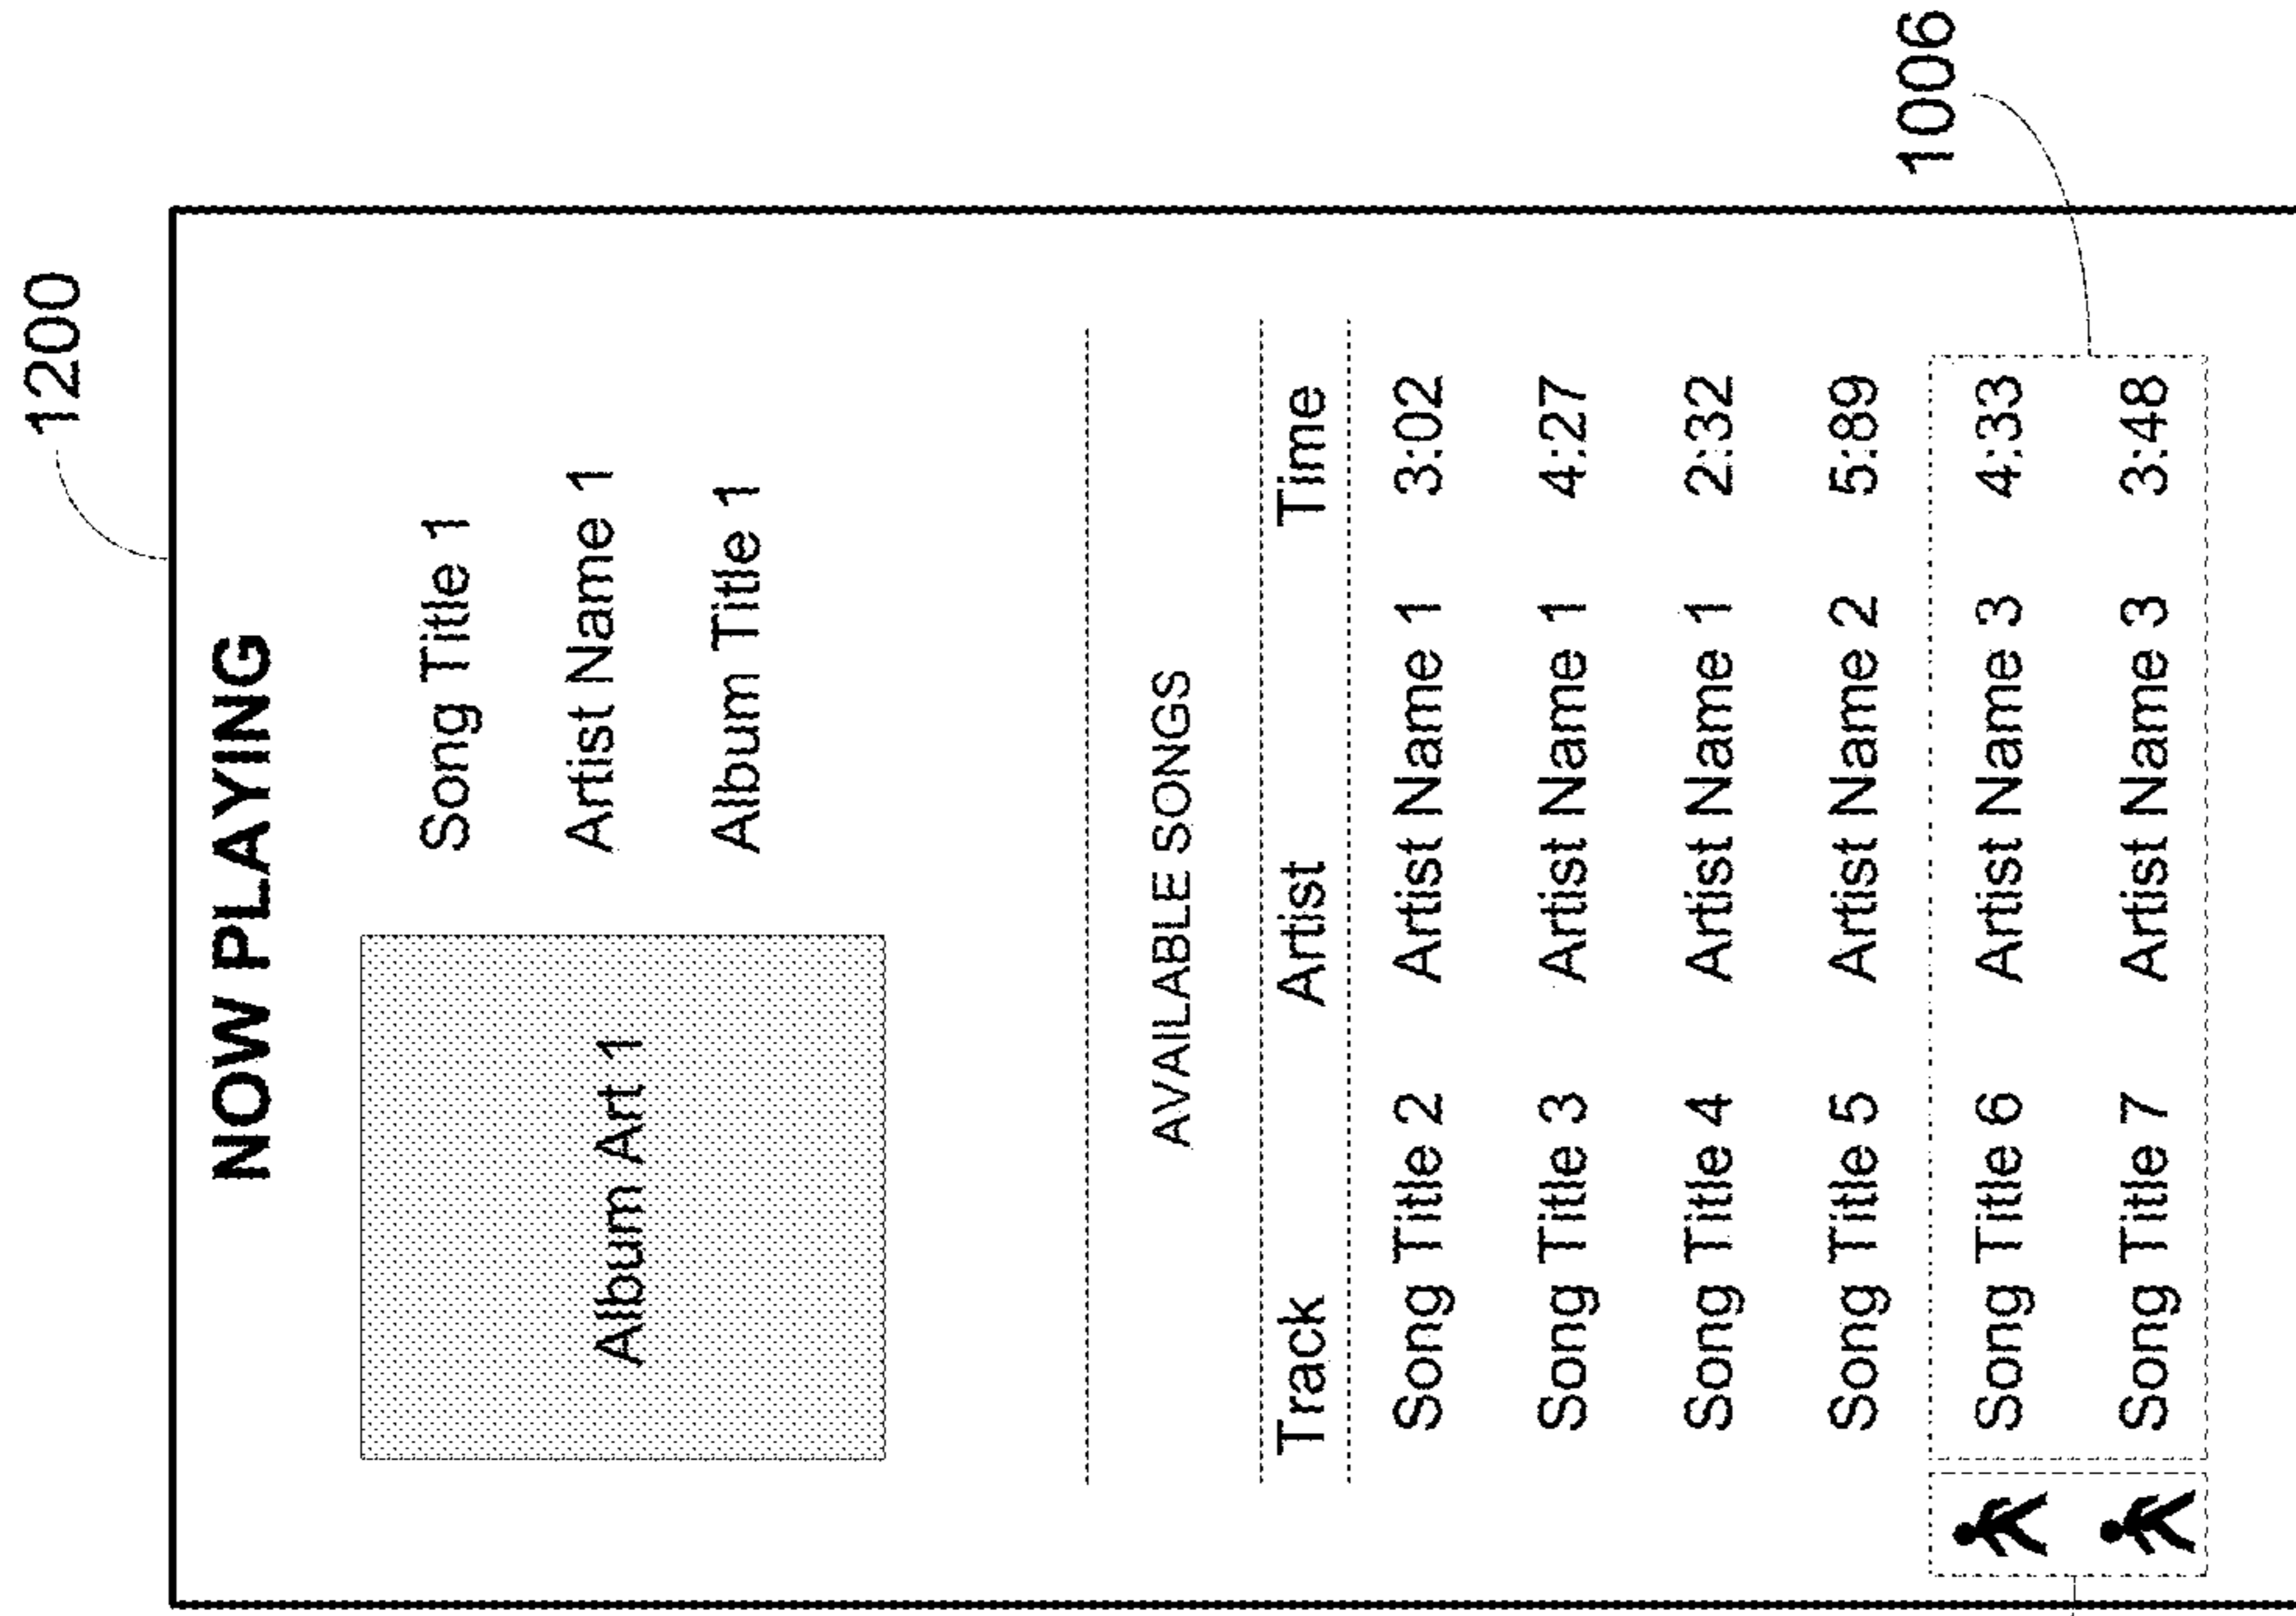 1200
NOW PLAYING
Album Art 1
Song Title 1
Artist Name 1
Album Title 1
AVAILABLE SONGS
Track Artist Time
Song Title 2 Artist Name 1 3:02
Song Title 3 Artist Name 1 4:27
Song Title 4 Artist Name 1 2:32
Song Title 5 Artist Name 2 5:89
Song Title 6 Artist Name 3 4:33
Song Title 7 Artist Name 3 3:48
1006